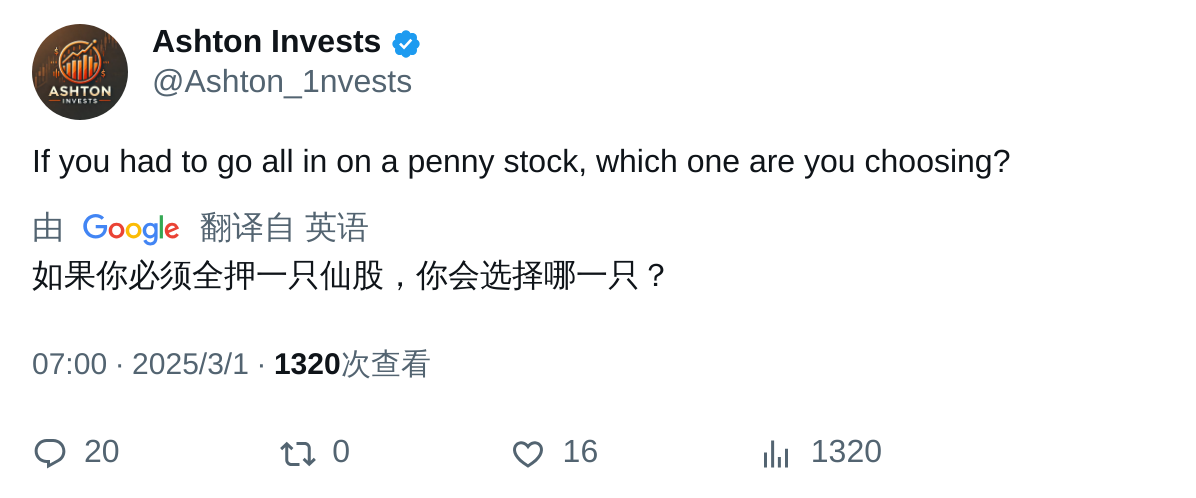 ASHTON
INVESTS
Ashton Invests
@Ashton_1nvests
If you had to go all in on a penny stock, which one are you choosing?
由 Google 翻译自 英语
如果你必须全押一只仙股，你会选择哪一只？
07:00 · 2025/3/1 · 1320次查看
20 0 16 1320